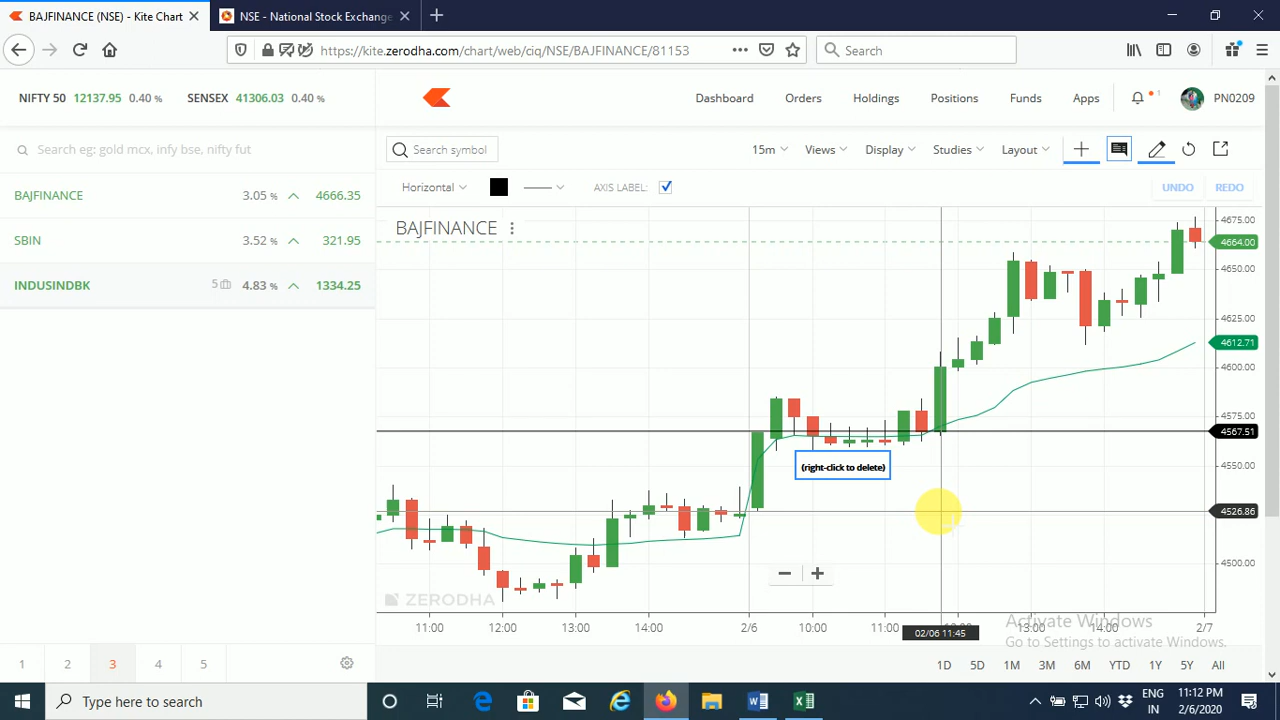 BAJFINANCE (NSE) - Kite Chart
NSE - National Stock Exchange
https://kite.zerodha.com/chart/web/ciq/NSE/BAJFINANCE/81153
Search
NIFTY 50 12137.95 0.40 % SENSEX 41306.03 0.40 %
Dashboard Orders Holdings Positions Funds Apps 1 PN0209
Search eg: gold mcx, infy bse, nifty fut
Search symbol 15m Views Display Studies Layout
BAJFINANCE 3.05 % 4666.35
SBIN 3.52 % 321.95
INDUSINDBK 5 4.83 % 1334.25
Horizontal AXIS LABEL: UNDO REDO
BAJFINANCE
4675.00
4664.00
4650.00
4625.00
4612.71
4600.00
4575.00
4567.51
4550.00
4526.86
4500.00
(right-click to delete)
ZERODHA
11:00 12:00 13:00 14:00 2/6 10:00 11:00 13:00 14:00 2/7
02/06 11:45
Activate Windows
Go to Settings to activate Windows.
1 2 3 4 5
1D 5D 1M 3M 6M YTD 1Y 5Y All
Type here to search
ENG
IN
11:12 PM
2/6/2020